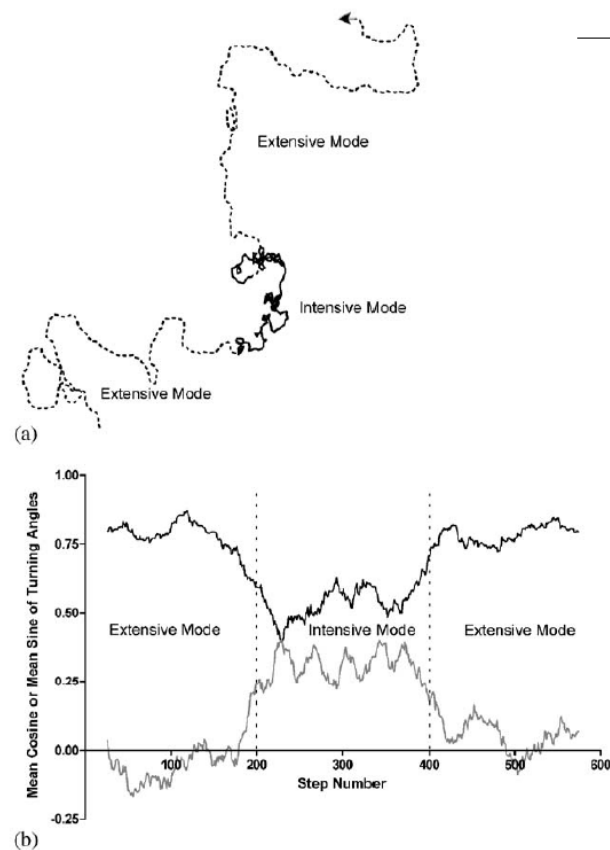 Extensive Mode
Intensive Mode
Extensive Mode
(a)
Mean Cosine or Mean Sine of Turning Angles
1.00
0.75
0.50
0.25
0.00
-0.25
Extensive Mode
Intensive Mode
Extensive Mode
100
200
300
400
500
600
Step Number
(b)